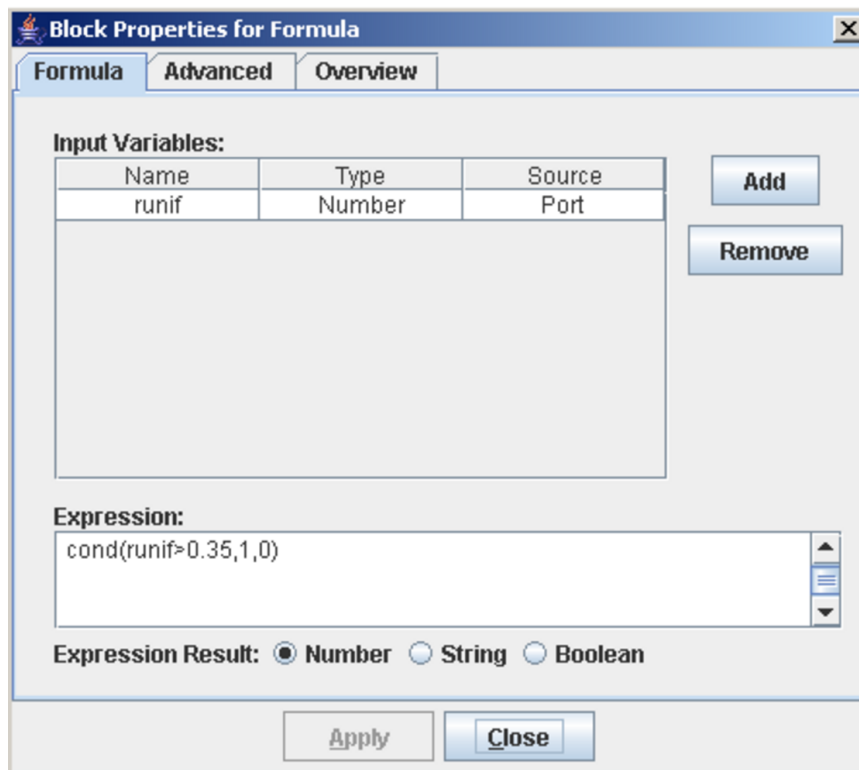 Block Properties for Formula
Formula Advanced Overview
Input Variables:
Name Type Source
runif Number Port
Add
Remove
Expression:
cond(runif>0.35,1,0)
Expression Result: Number String Boolean
Apply Close